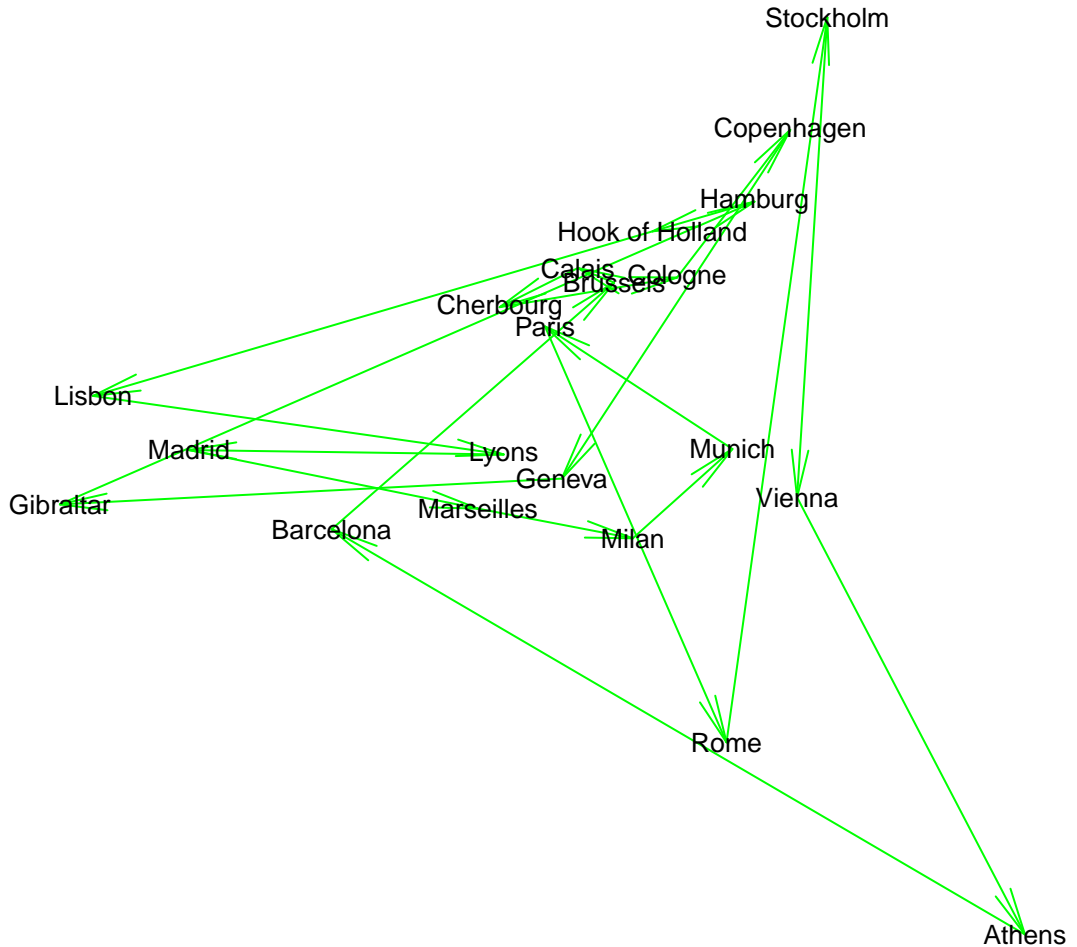 Stockholm
Copenhagen
Hamburg
Hook of Holland
Calais
Cologne
Brussels
Cherbourg
Paris
Lisbon
Madrid
Lyons
Munich
Geneva
Vienna
Gibraltar
Marseilles
Barcelona
Milan
Rome
Athens